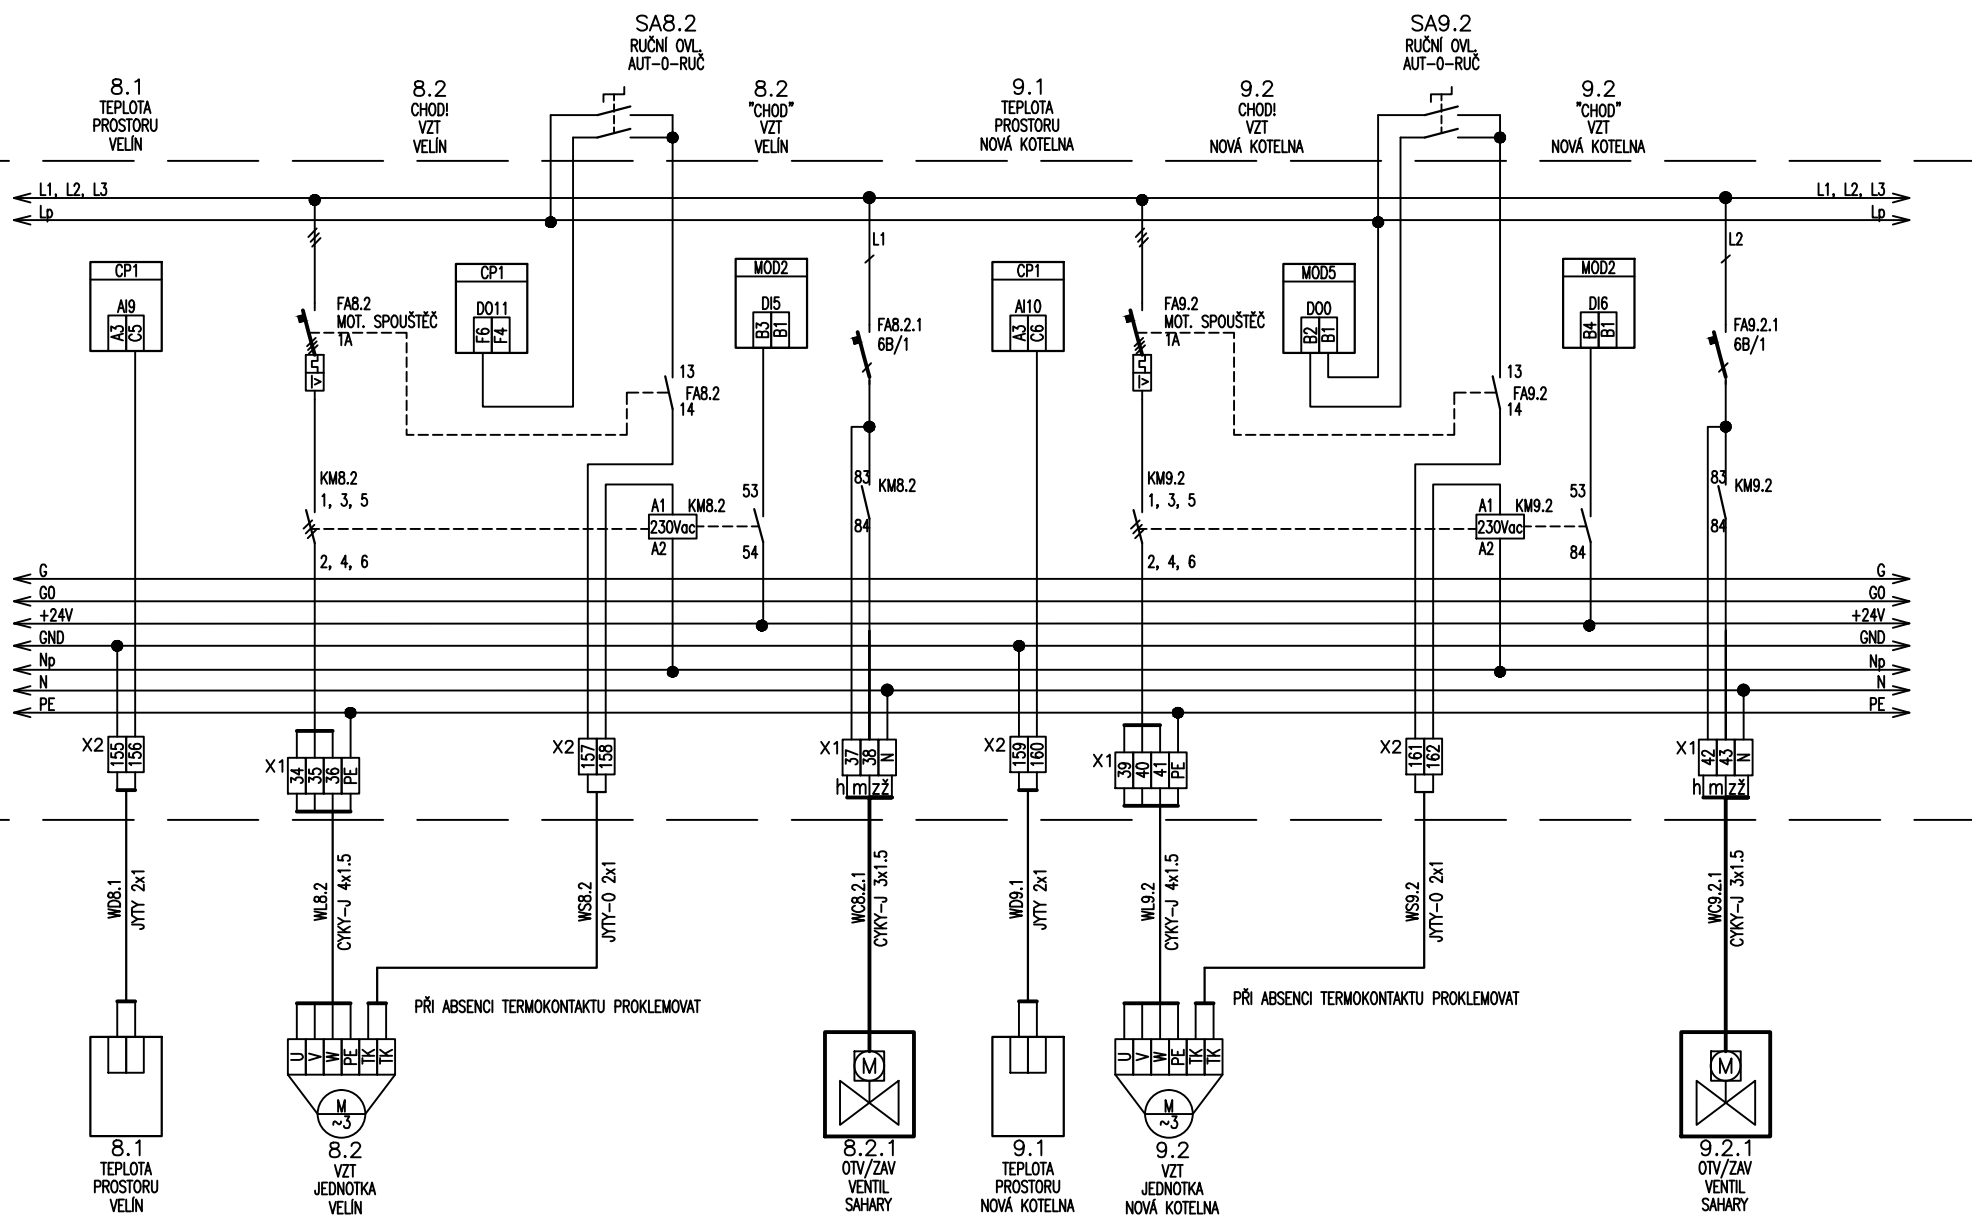 SA8.2
RUČNÍ OVL.
AUT-0-RUČ
SA9.2
RUČNÍ OVL.
AUT-0-RUČ
8.1
TEPLOTA
PROSTORU
VELÍN
8.2
CHOD!
VZT
VELÍN
8.2
"CHOD"
VZT
VELÍN
9.1
TEPLOTA
PROSTORU
NOVÁ KOTELNA
9.2
CHOD!
VZT
NOVÁ KOTELNA
9.2
"CHOD"
VZT
NOVÁ KOTELNA
L1, L2, L3
L1, L2, L3
Lp
Lp
L1
L2
CP1
AI9
A3 C5
FA8.2
MOT. SPOUŠTĚČ
1A
I>
CP1
DO11
F6 F4
MOD2
DI5
B3 B1
FA8.2.1
6B/1
CP1
AI10
A3 C6
FA9.2
MOT. SPOUŠTĚČ
1A
I>
MOD5
DO0
B2 B1
MOD2
DI6
B4 B1
FA9.2.1
6B/1
13
FA8.2
14
13
FA9.2
14
KM8.2
1, 3, 5
2, 4, 6
A1 KM8.2
230Vac
A2
53
54
83
KM8.2
84
KM9.2
1, 3, 5
2, 4, 6
A1 KM9.2
230Vac
A2
53
84
83
KM9.2
84
G
G
G0
G0
+24V
+24V
GND
GND
Np
Np
N
N
PE
PE
X2 155 156
X1 34 35 36 PE
X2 157 158
X1 37 38 N
h m zž
X2 159 160
X1 39 40 41 PE
X2 161 162
X1 42 43 N
h m zž
WD8.1
JYTY 2x1
WL8.2
CYKY-J 4x1.5
WS8.2
JYTY-O 2x1
WC8.2.1
CYKY-J 3x1.5
WD9.1
JYTY 2x1
WL9.2
CYKY-J 4x1.5
WS9.2
JYTY-O 2x1
WC9.2.1
CYKY-J 3x1.5
PŘI ABSENCI TERMOKONTAKTU PROKLEMOVAT
PŘI ABSENCI TERMOKONTAKTU PROKLEMOVAT
U V W PE TK TK
M
~3
M
U V W PE TK TK
M
~3
M
8.1
TEPLOTA
PROSTORU
VELÍN
8.2
VZT
JEDNOTKA
VELÍN
8.2.1
OTV/ZAV
VENTIL
SAHARY
9.1
TEPLOTA
PROSTORU
NOVÁ KOTELNA
9.2
VZT
JEDNOTKA
NOVÁ KOTELNA
9.2.1
OTV/ZAV
VENTIL
SAHARY